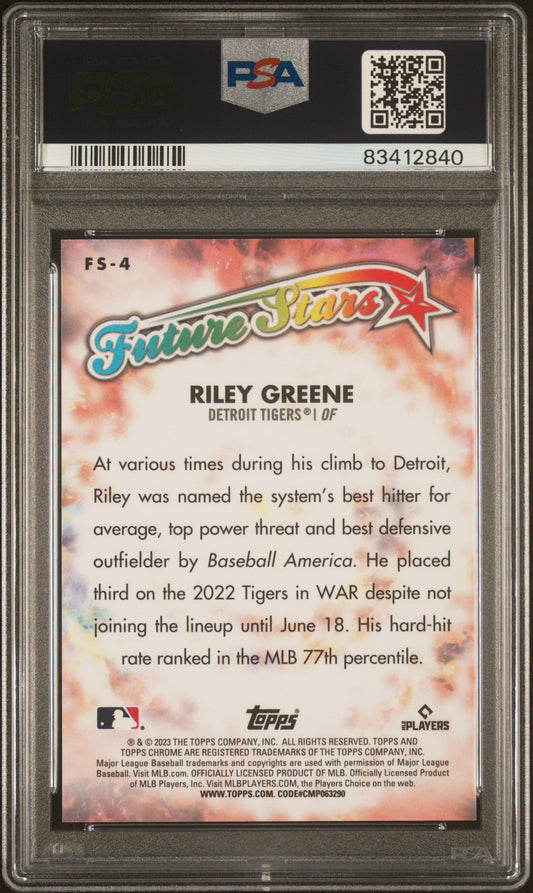 PSA
83412840
FS-4
Future Stars
RILEY GREENE
DETROIT TIGERS® | OF
At various times during his climb to Detroit,
Riley was named the system's best hitter for
average, top power threat and best defensive
outfielder by Baseball America. He placed
third on the 2022 Tigers in WAR despite not
joining the lineup until June 18. His hard-hit
rate ranked in the MLB 77th percentile.
Topps®
MLB PLAYERS
® & © 2023 THE TOPPS COMPANY, INC. ALL RIGHTS RESERVED. TOPPS AND
TOPPS CHROME ARE REGISTERED TRADEMARKS OF THE TOPPS COMPANY, INC.
Major League Baseball trademarks and copyrights are used with permission of Major League
Baseball. Visit MLB.com. OFFICIALLY LICENSED PRODUCT OF MLB. Officially Licensed Product
of MLB Players, Inc. Visit MLBPLAYERS.com, the Players Choice on the web.
WWW.TOPPS.COM. CODE#CMP063290
PSA